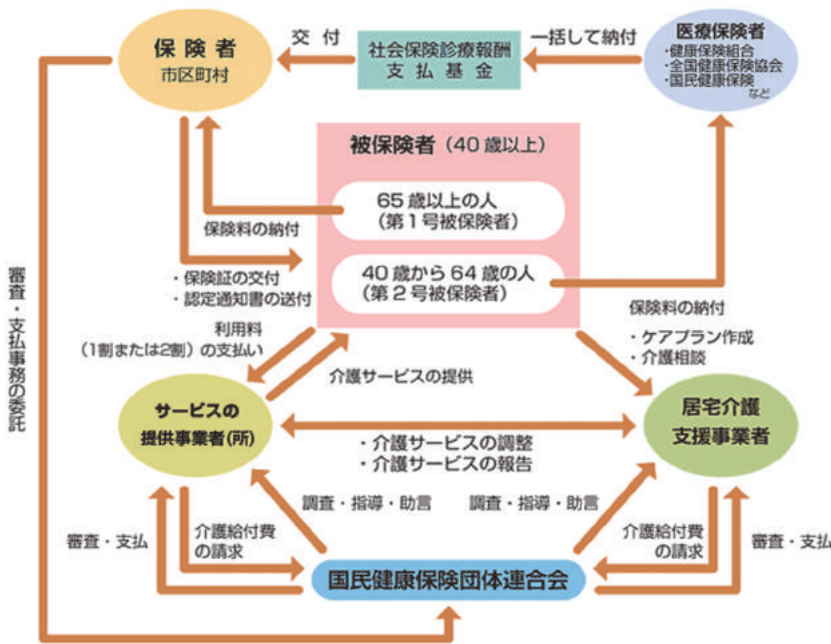 保険者
市区町村
交付
社会保険診療報酬
支払基金
一括して納付
医療保険者
・健康保険組合
・全国健康保険協会
・国民健康保険
など
被保険者（40歳以上）
65歳以上の人
（第1号被保険者）
保険料の納付
・保険証の交付
・認定通知書の送付
40歳から64歳の人
（第2号被保険者）
保険料の納付
審査・支払事務の委託
利用料
（1割または2割）の支払い
介護サービスの提供
・ケアプラン作成
・介護相談
サービスの
提供事業者(所)
居宅介護
支援事業者
・介護サービスの調整
・介護サービスの報告
調査・指導・助言
調査・指導・助言
審査・支払
介護給付費
の請求
介護給付費
の請求
審査・支払
国民健康保険団体連合会